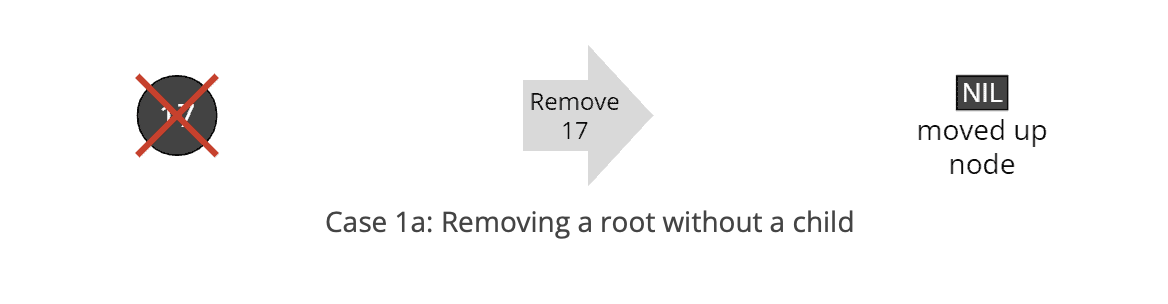 17
Remove
17
NIL
moved up
node
Case 1a: Removing a root without a child